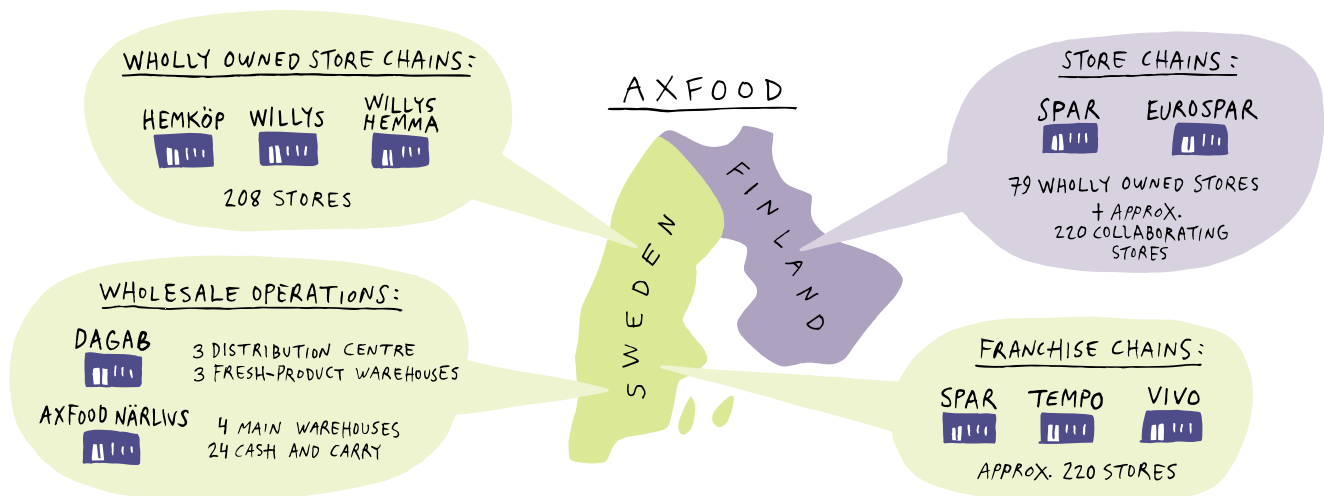 AXFOOD
WHOLLY OWNED STORE CHAINS:
HEMKÖP WILLYS WILLYS HEMMA
208 STORES
STORE CHAINS:
SPAR EUROSPAR
79 WHOLLY OWNED STORES
+ APPROX.
220 COLLABORATING
STORES
SWEDEN
FINLAND
WHOLESALE OPERATIONS:
DAGAB
3 DISTRIBUTION CENTRE
3 FRESH-PRODUCT WAREHOUSES
AXFOOD NÄRLIVS
4 MAIN WAREHOUSES
24 CASH AND CARRY
FRANCHISE CHAINS:
SPAR TEMPO VIVO
APPROX. 220 STORES